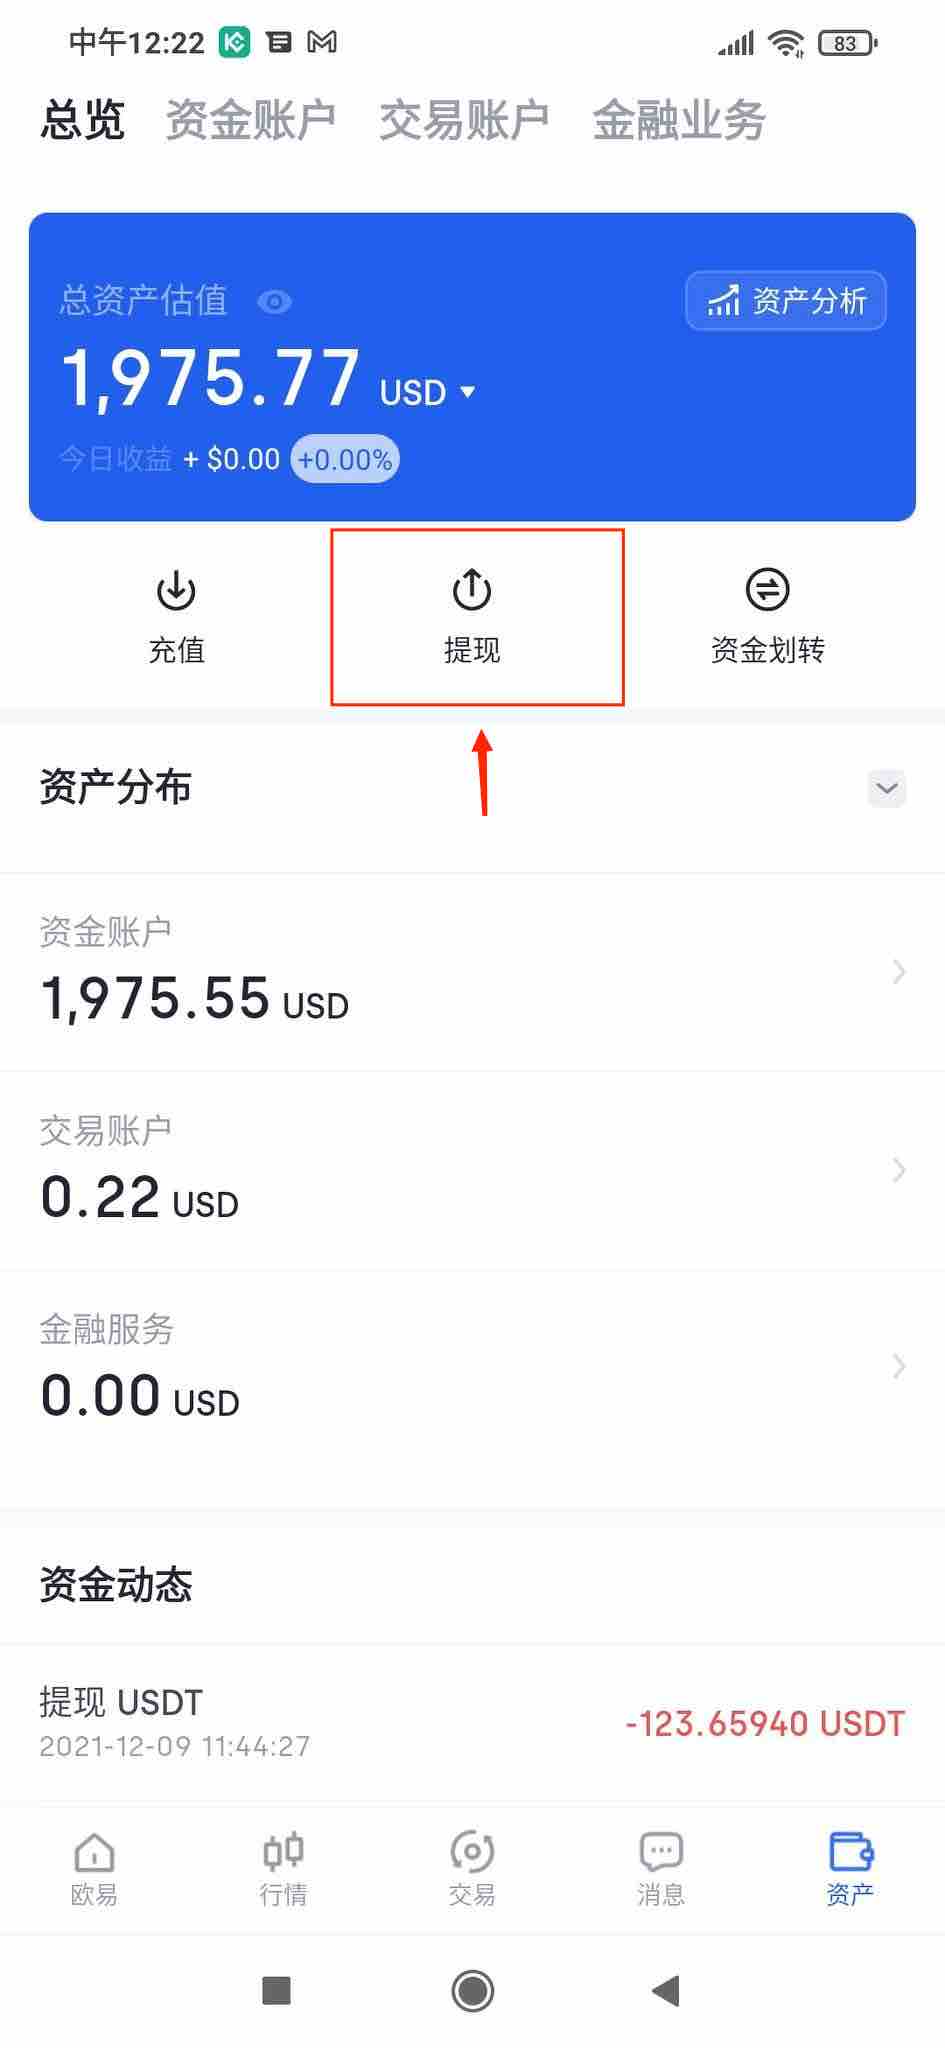 中午12:22 83
总览 资金账户 交易账户 金融业务
总资产估值 资产分析
1,975.77 USD
今日收益 + $0.00 +0.00%
充值 提现 资金划转
资产分布
资金账户
1,975.55 USD
交易账户
0.22 USD
金融服务
0.00 USD
资金动态
提现 USDT
-123.65940 USDT
2021-12-09 11:44:27
欧易 行情 交易 消息 资产